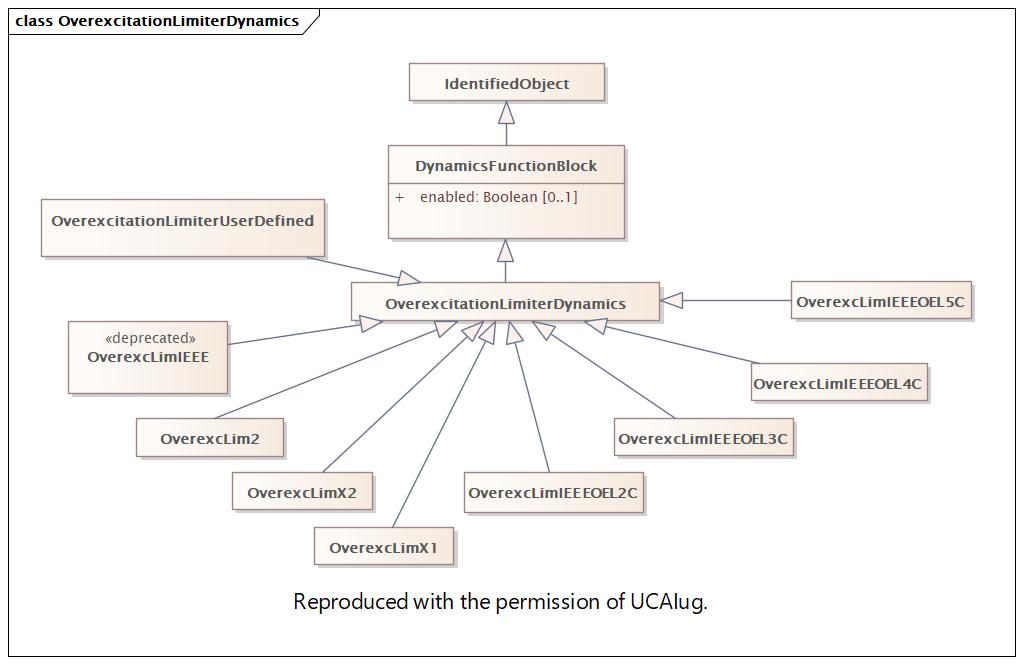 class OverexcitationLimiterDynamics
IdentifiedObject
DynamicsFunctionBlock
+ enabled: Boolean [0..1]
OverexcitationLimiterUserDefined
OverexcitationLimiterDynamics
OverexcLimIEEEOEL5C
«deprecated»
OverexcLimIEEE
OverexcLimIEEEOEL4C
OverexcLim2
OverexcLimIEEEOEL3C
OverexcLimX2
OverexcLimIEEEOEL2C
OverexcLimX1
Reproduced with the permission of UCAIug.